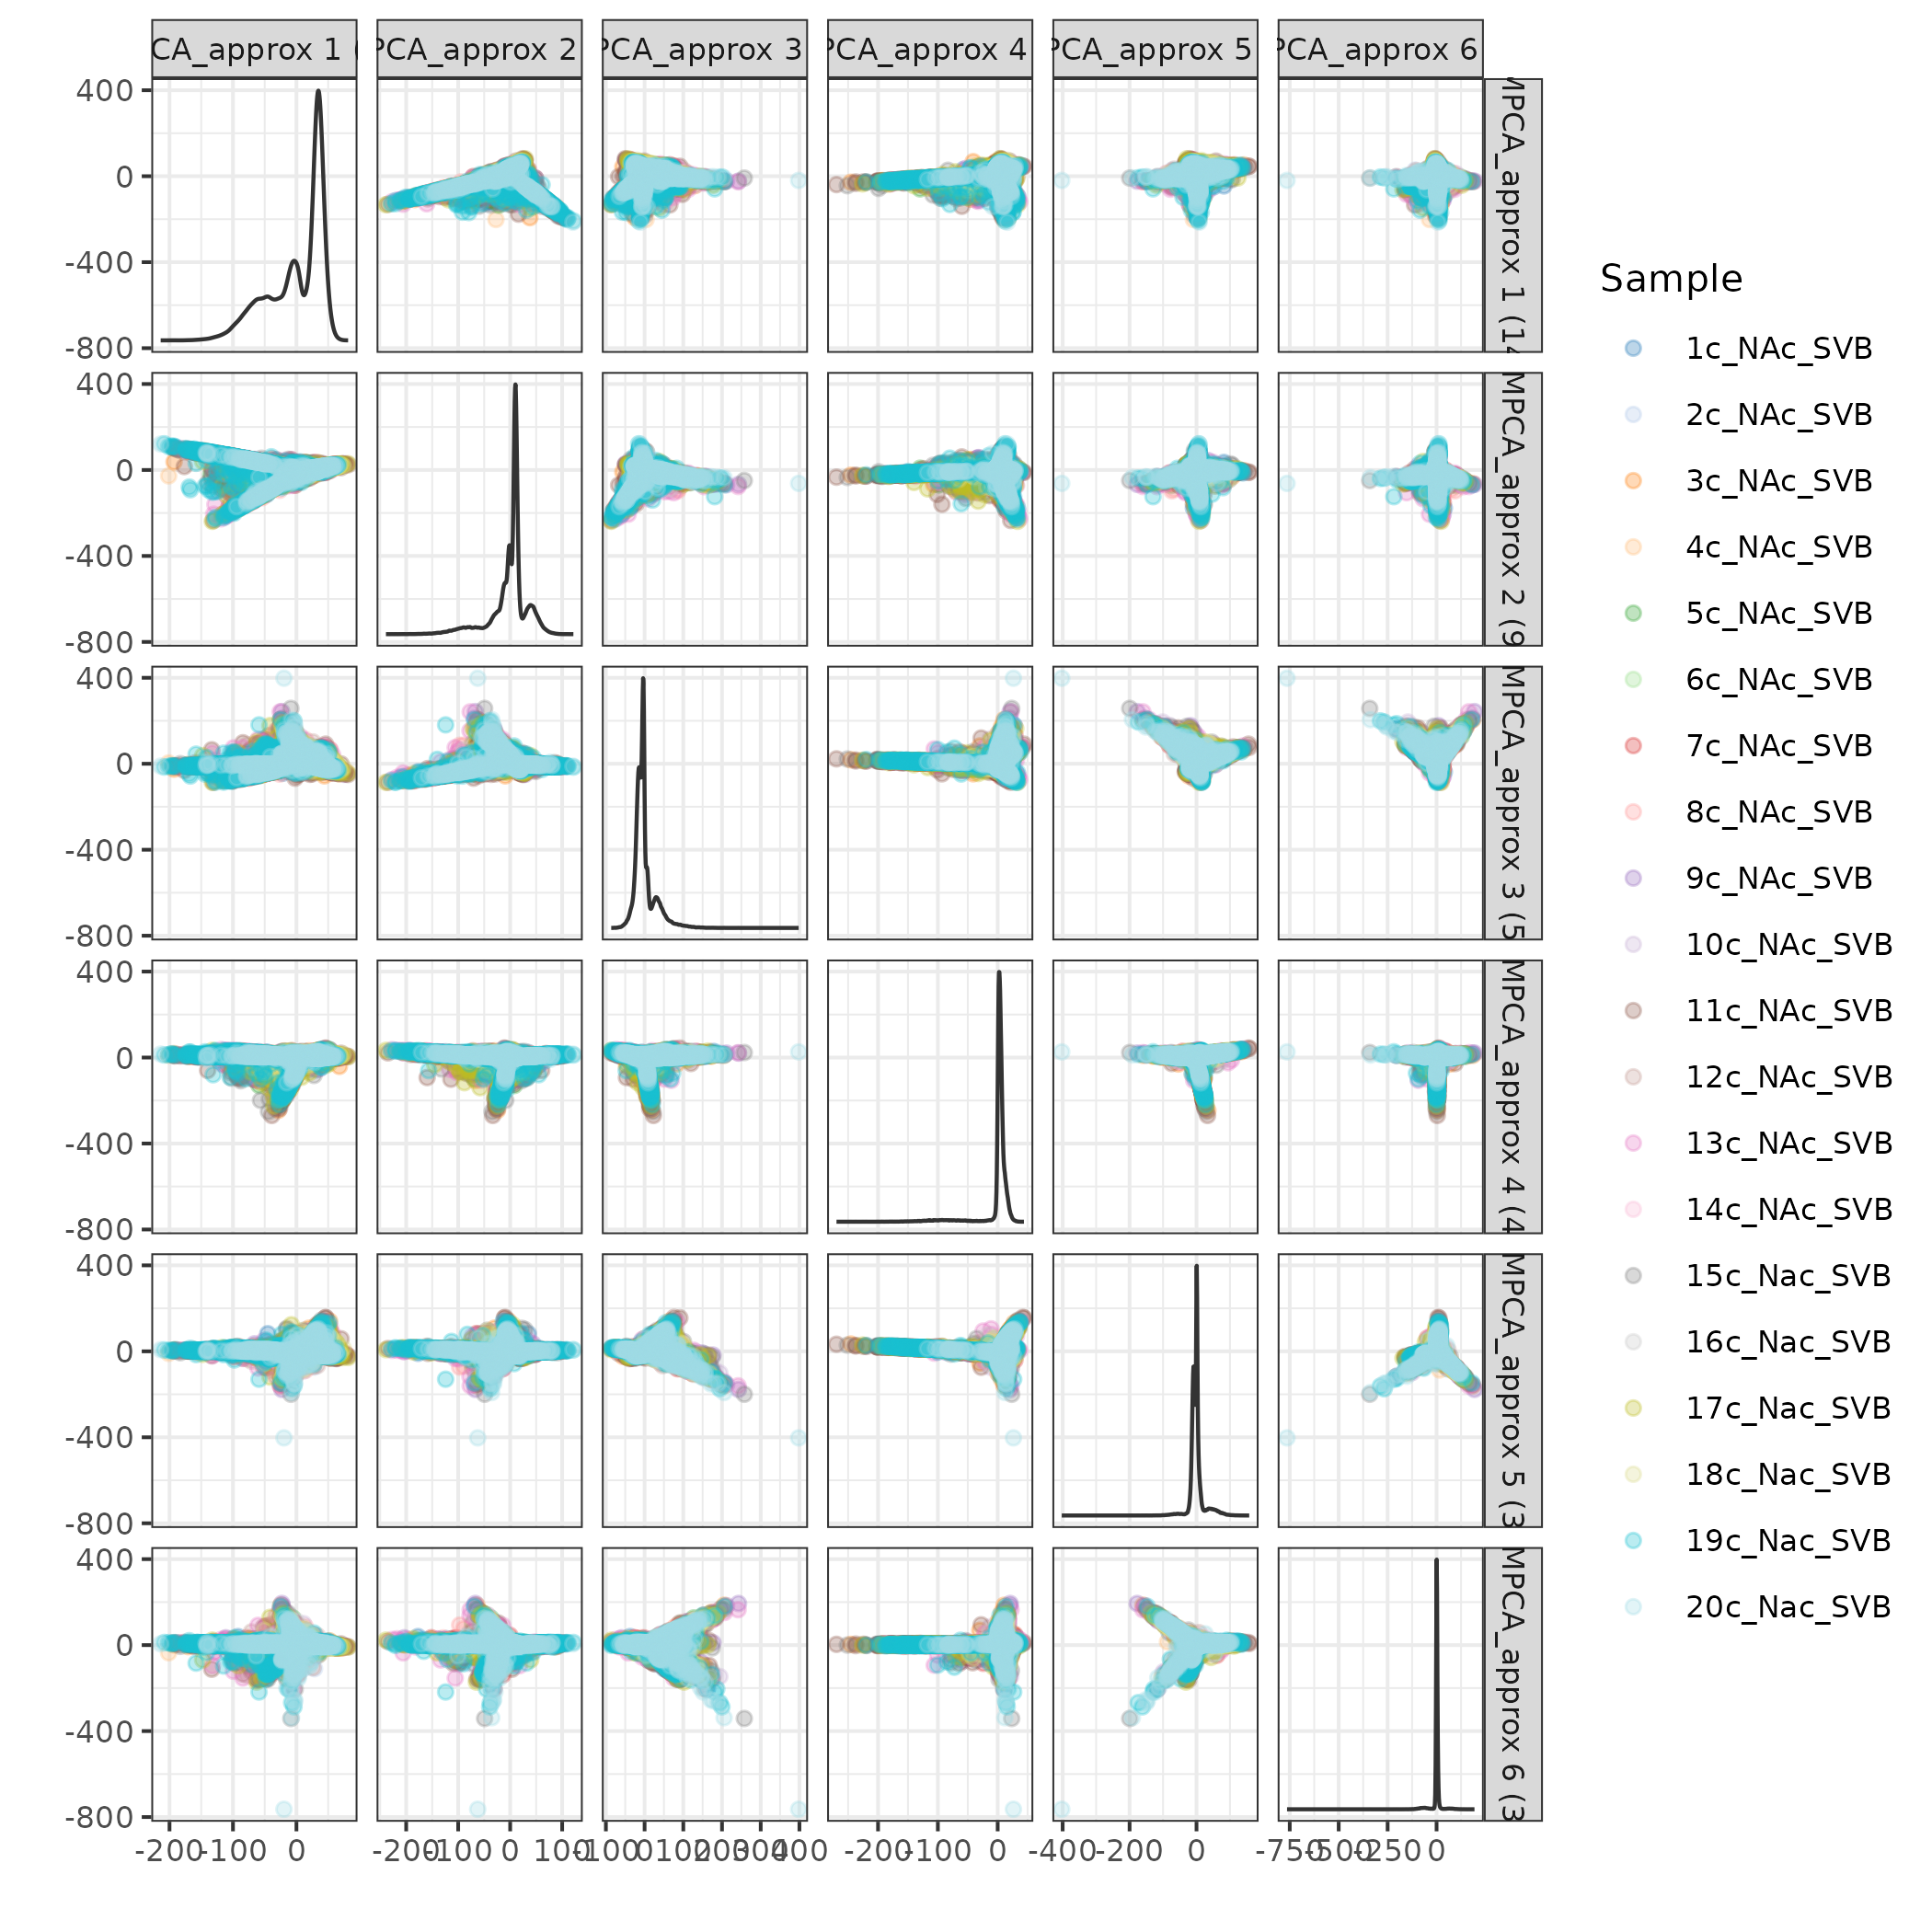 CA_approx 1 (
PCA_approx 2
PCA_approx 3
PCA_approx 4
PCA_approx 5
PCA_approx 6
400
0
-400
-800
MPCA_approx 1 (14
400
0
-400
-800
MPCA_approx 2 (9
400
0
-400
-800
MPCA_approx 3 (5
400
0
-400
-800
MPCA_approx 4 (4
400
0
-400
-800
MPCA_approx 5 (3
400
0
-400
-800
MPCA_approx 6 (3
-200 -100 0
-200 -100 0 100
-100 0 100 200 300 400
-200 -100 0
-400 -200 0
-750 -500 -250 0
Sample
1c_NAc_SVB
2c_NAc_SVB
3c_NAc_SVB
4c_NAc_SVB
5c_NAc_SVB
6c_NAc_SVB
7c_NAc_SVB
8c_NAc_SVB
9c_NAc_SVB
10c_NAc_SVB
11c_NAc_SVB
12c_NAc_SVB
13c_NAc_SVB
14c_NAc_SVB
15c_Nac_SVB
16c_Nac_SVB
17c_Nac_SVB
18c_Nac_SVB
19c_Nac_SVB
20c_Nac_SVB